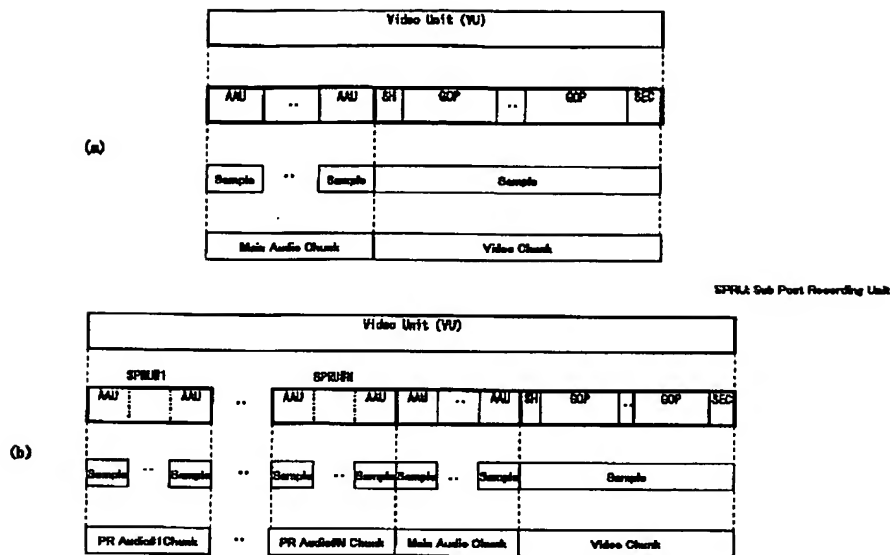 Video Unit (VU)
AAU .. AAU SH GOP .. GOP SEC
(a)
Sample .. Sample Sample
Main Audio Chunk Video Chunk
SPRU: Sub Post Recording Unit
Video Unit (VU)
SPRU#1 SPRU#N
AAU AAU .. AAU AAU AAU .. AAU SH GOP .. GOP SEC
(b)
Sample .. Sample .. Sample .. Sample Sample .. Sample Sample
PR Audio#1Chunk .. PR Audio#N Chunk Main Audio Chunk Video Chunk